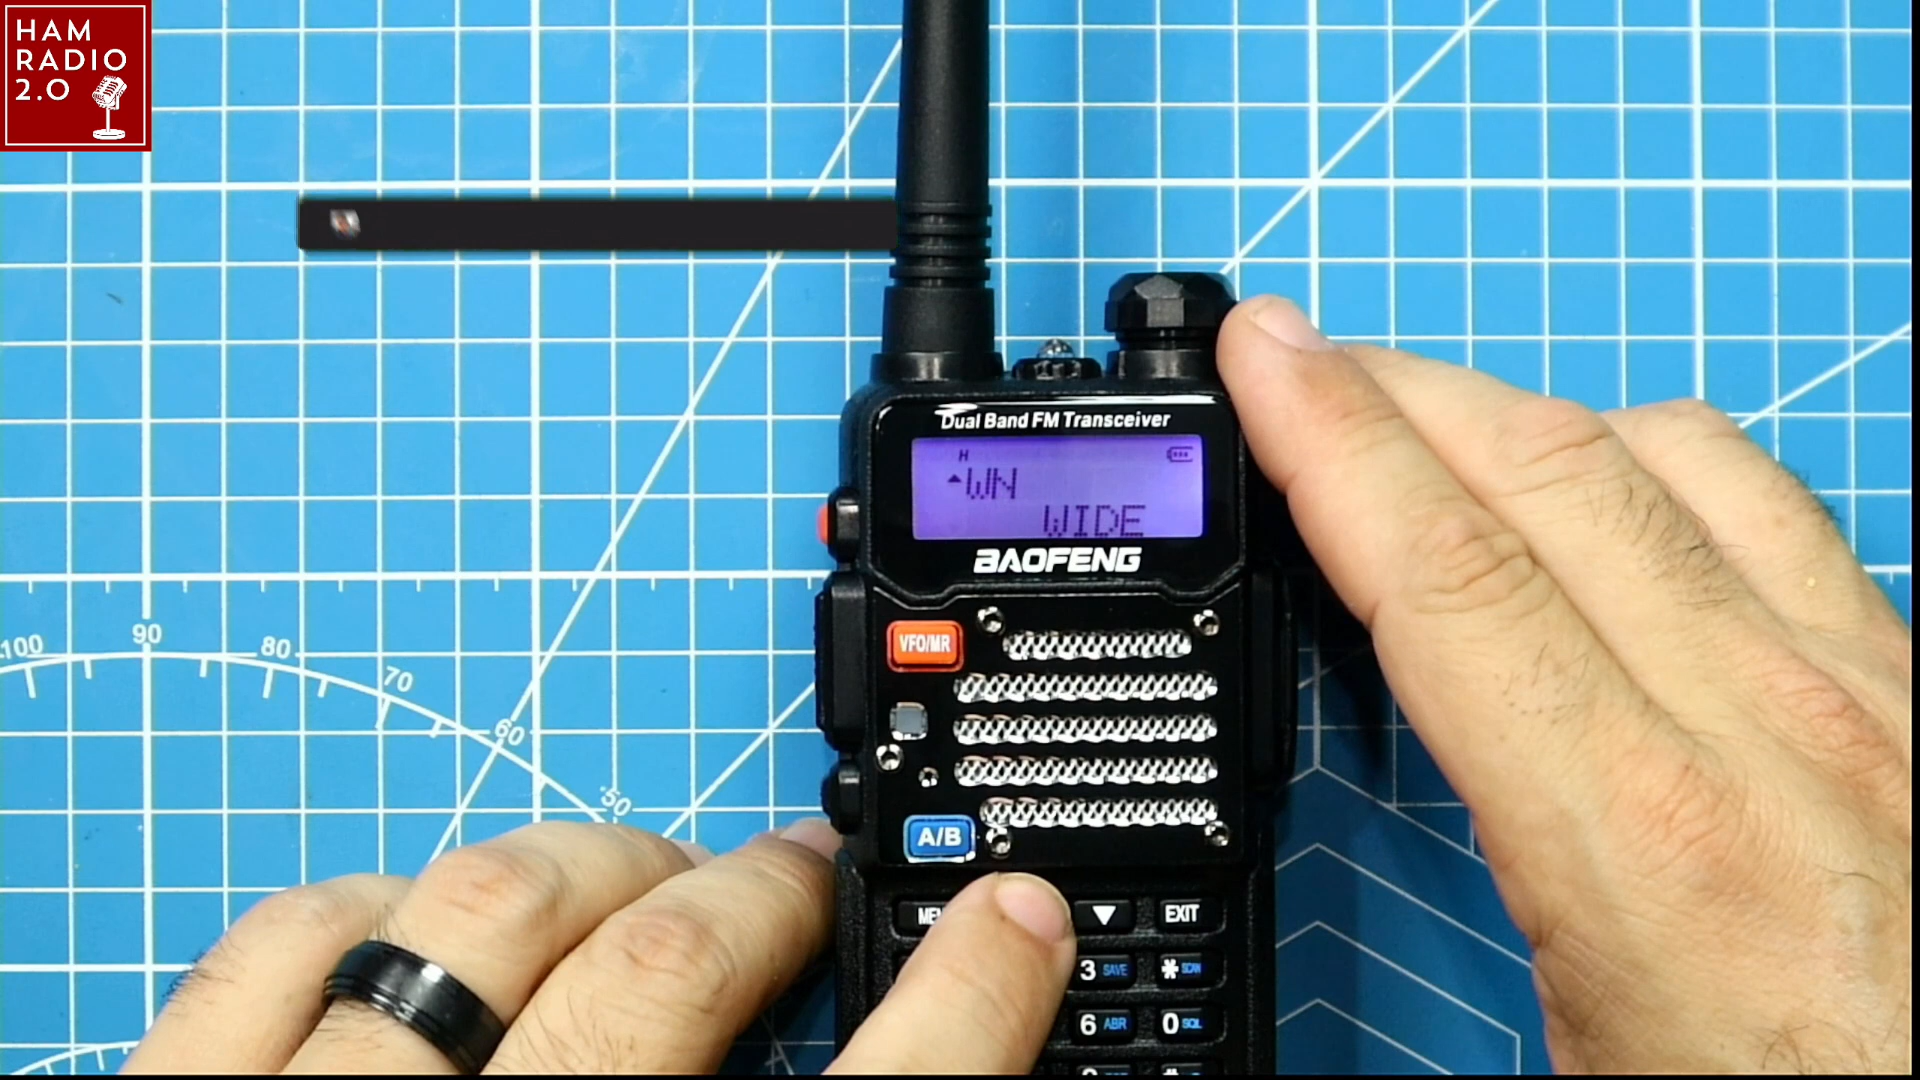 HAM
RADIO
2.0
Dual Band FM Transceiver
H
WN
WIDE
BAOFENG
100
90
80
70
60
50
VFO/MR
A/B
EXIT
3 SAVE
* SCAN
6 ABR
0 SQL